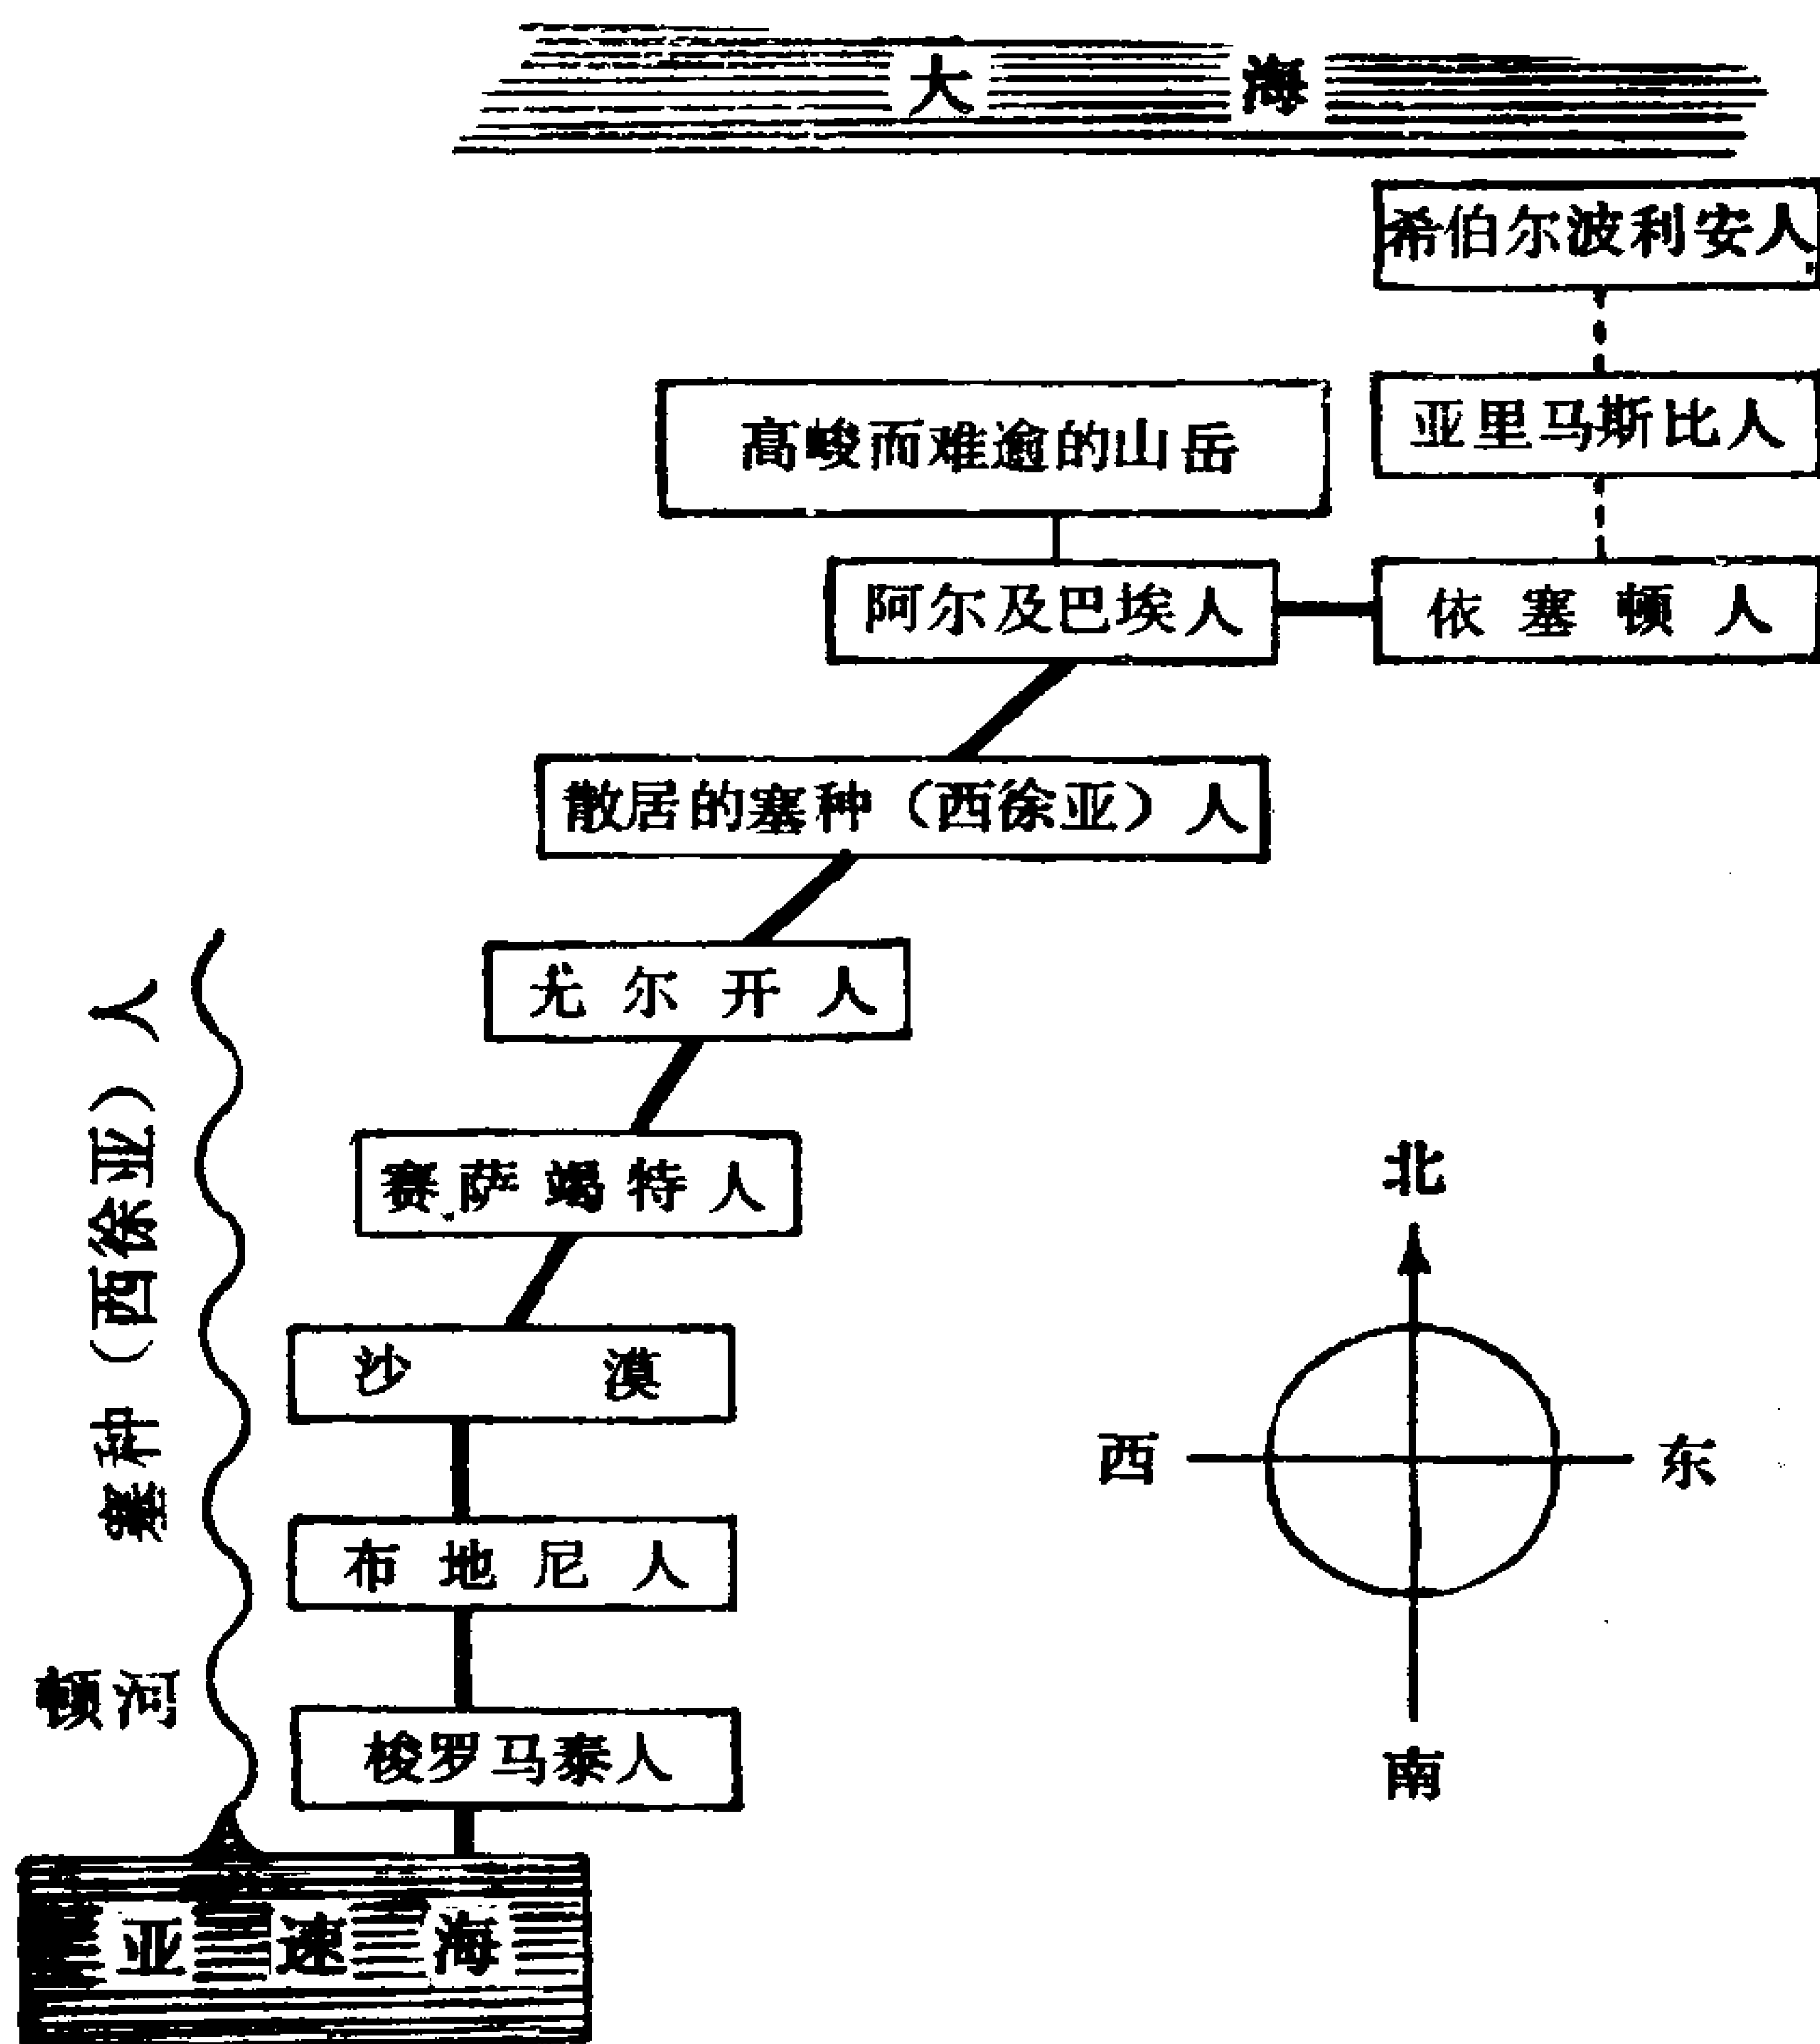 大海
希伯尔波利安人
亚里马斯比人
高峻而难逾的山岳
阿尔及巴埃人
依塞顿人
散居的塞种（西徐亚）人
尤尔开人
赛萨竭特人
沙漠
布地尼人
梭罗马泰人
塞种（西徐亚）人
顿河
亚速海
北
西
东
南